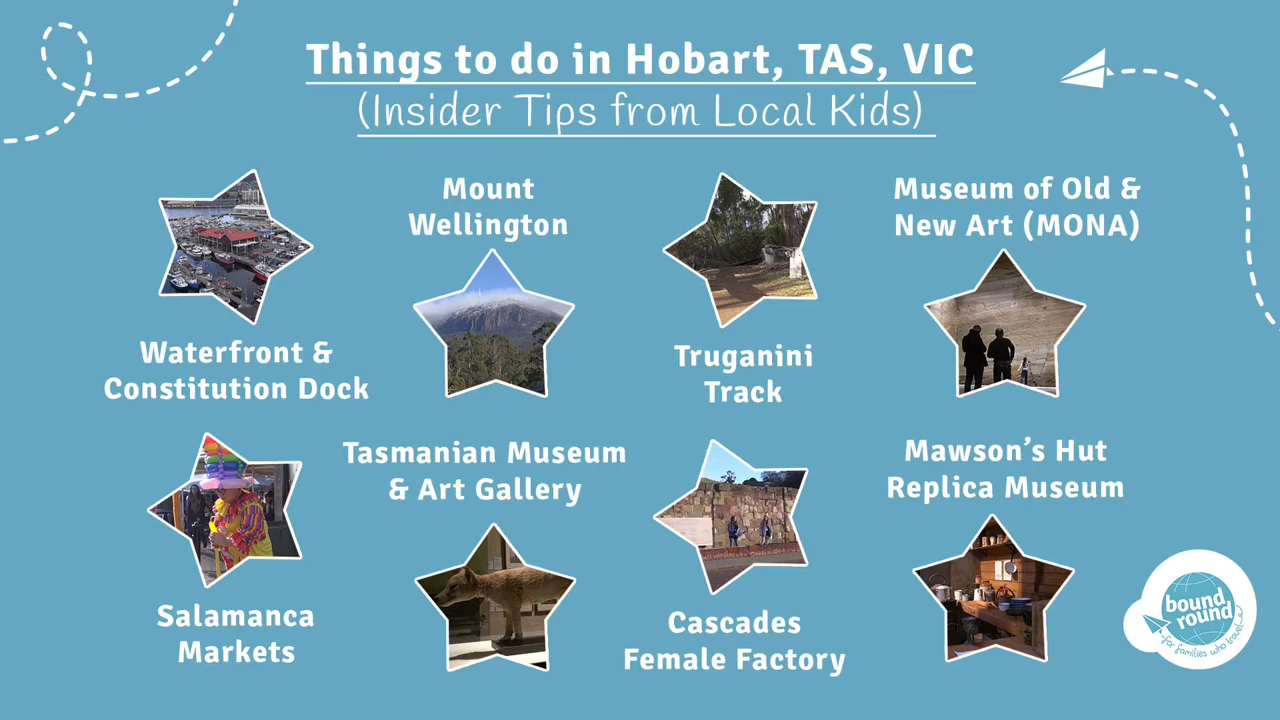 Things to do in Hobart, TAS, VIC
(Insider Tips from Local Kids)
Waterfront &
Constitution Dock
Mount
Wellington
Truganini
Track
Museum of Old &
New Art (MONA)
Salamanca
Markets
Tasmanian Museum
& Art Gallery
Cascades
Female Factory
Mawson's Hut
Replica Museum
bound
round
for families who travel